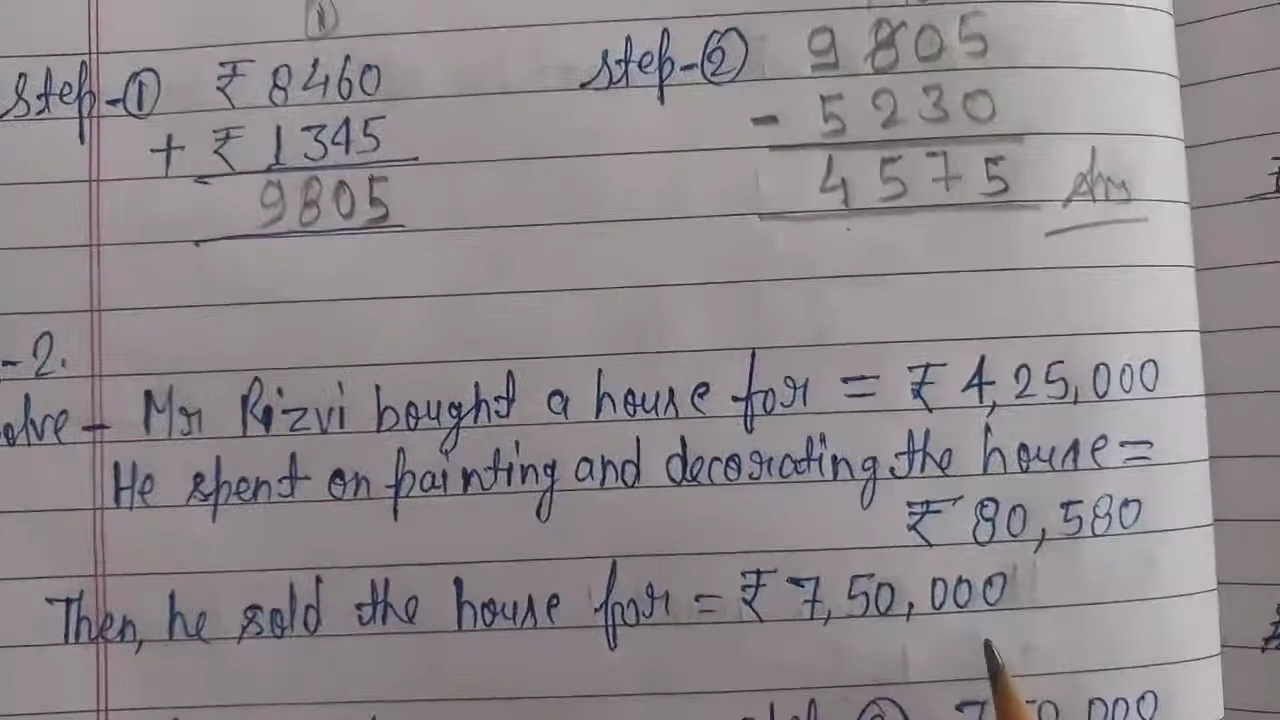 (1)
Step-① ₹ 8460
+ ₹ 1345
9805
step-② 9805
- 5230
4575 Ans
-2.
olve - Mr Rizvi bought a house for = ₹ 4,25,000
He spent on painting and decorating the house =
₹ 80,580
Then, he sold the house for = ₹ 7,50,000